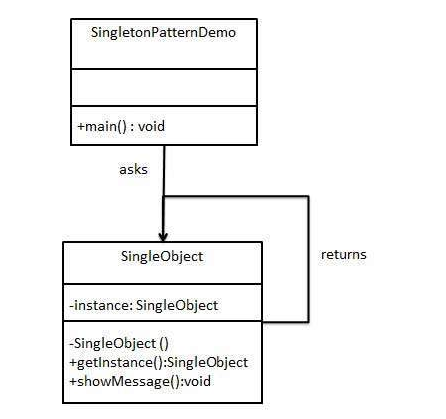 SingletonPatternDemo
+main() : void
asks
returns
SingleObject
-instance: SingleObject
-SingleObject ()
+getInstance():SingleObject
+showMessage():void